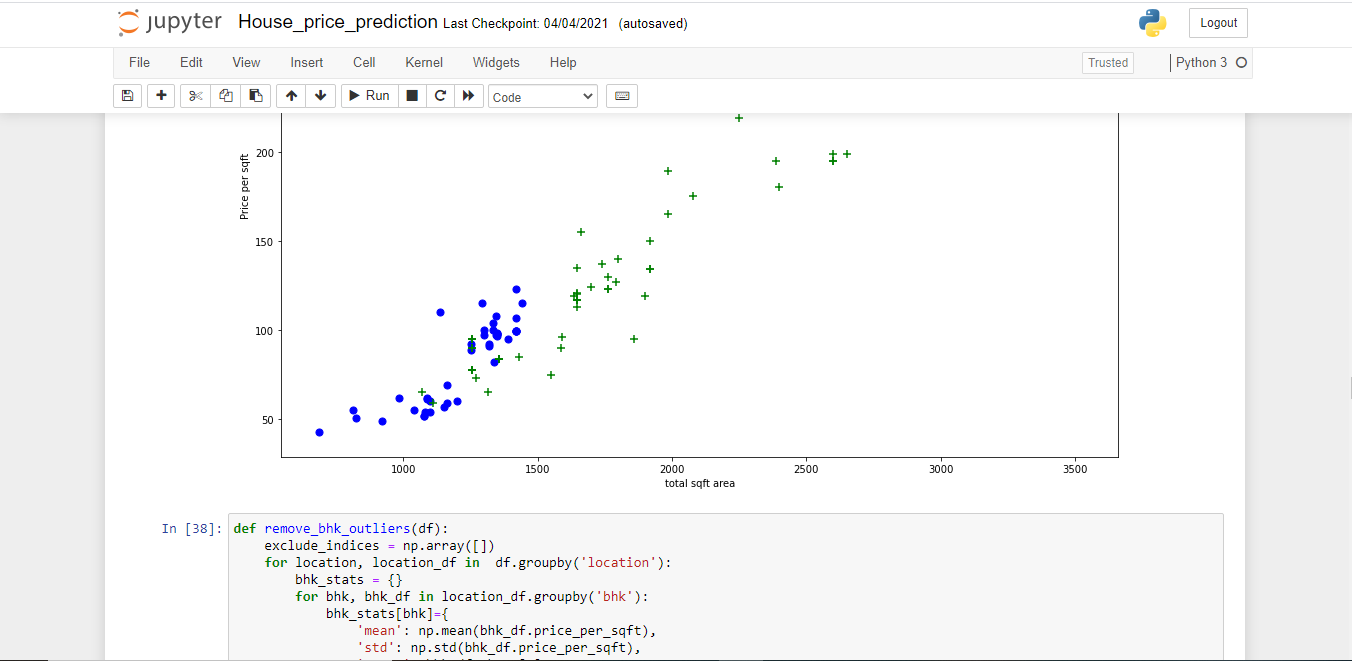 jupyter House_price_prediction Last Checkpoint: 04/04/2021 (autosaved)
Logout
File Edit View Insert Cell Kernel Widgets Help
Trusted
Python 3
Run
Code
Price per sqft
200
150
100
50
1000 1500 2000 2500 3000 3500
total sqft area
In [38]:
def remove_bhk_outliers(df):
    exclude_indices = np.array([])
    for location, location_df in  df.groupby('location'):
        bhk_stats = {}
        for bhk, bhk_df in location_df.groupby('bhk'):
            bhk_stats[bhk]={
                'mean': np.mean(bhk_df.price_per_sqft),
                'std': np.std(bhk_df.price_per_sqft),